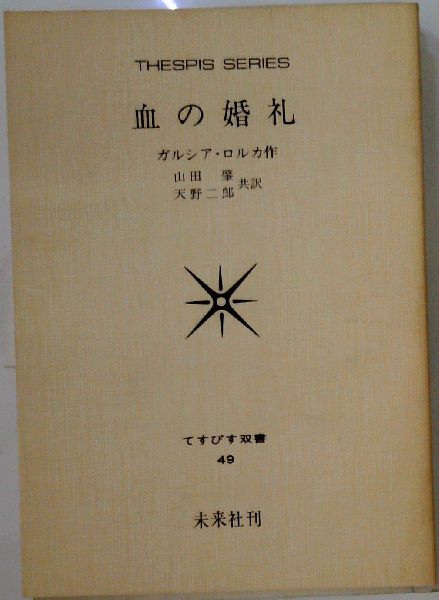 THESPIS SERIES
血の婚礼
ガルシア・ロルカ作
山田肇
天野二郎
共訳
てすぴす双書
49
未来社刊